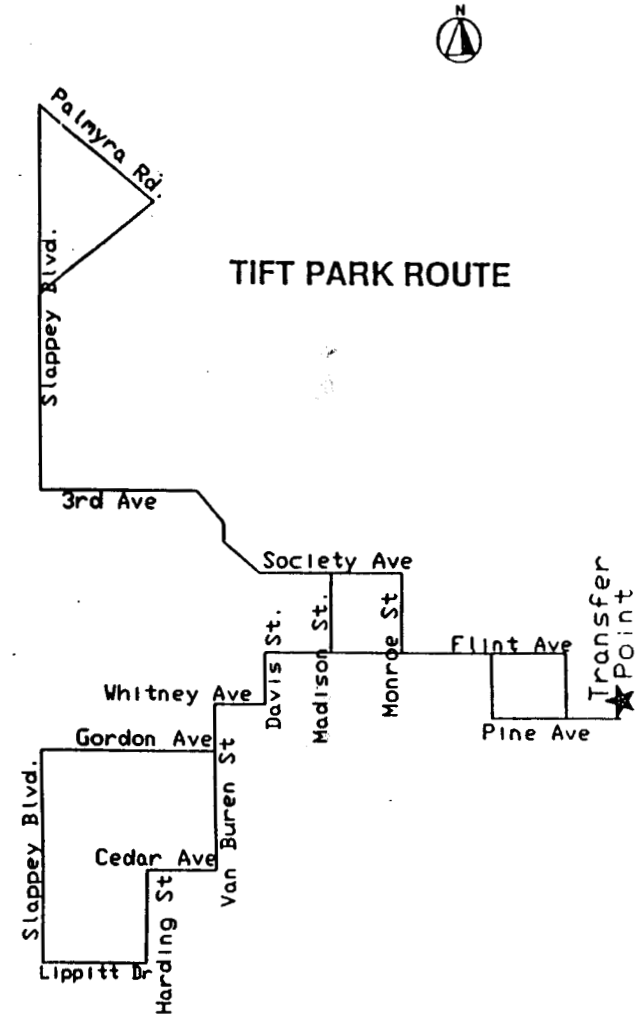 N
Palmyra Rd.
TIFT PARK ROUTE
Slappey Blvd.
3rd Ave
Society Ave
Transfer
Point
Davis St.
Madison St.
Monroe St
Flint Ave
Whitney Ave
Pine Ave
Gordon Ave
Slappey Blvd.
Van Buren St
Cedar Ave
Harding St
Lippitt Dr